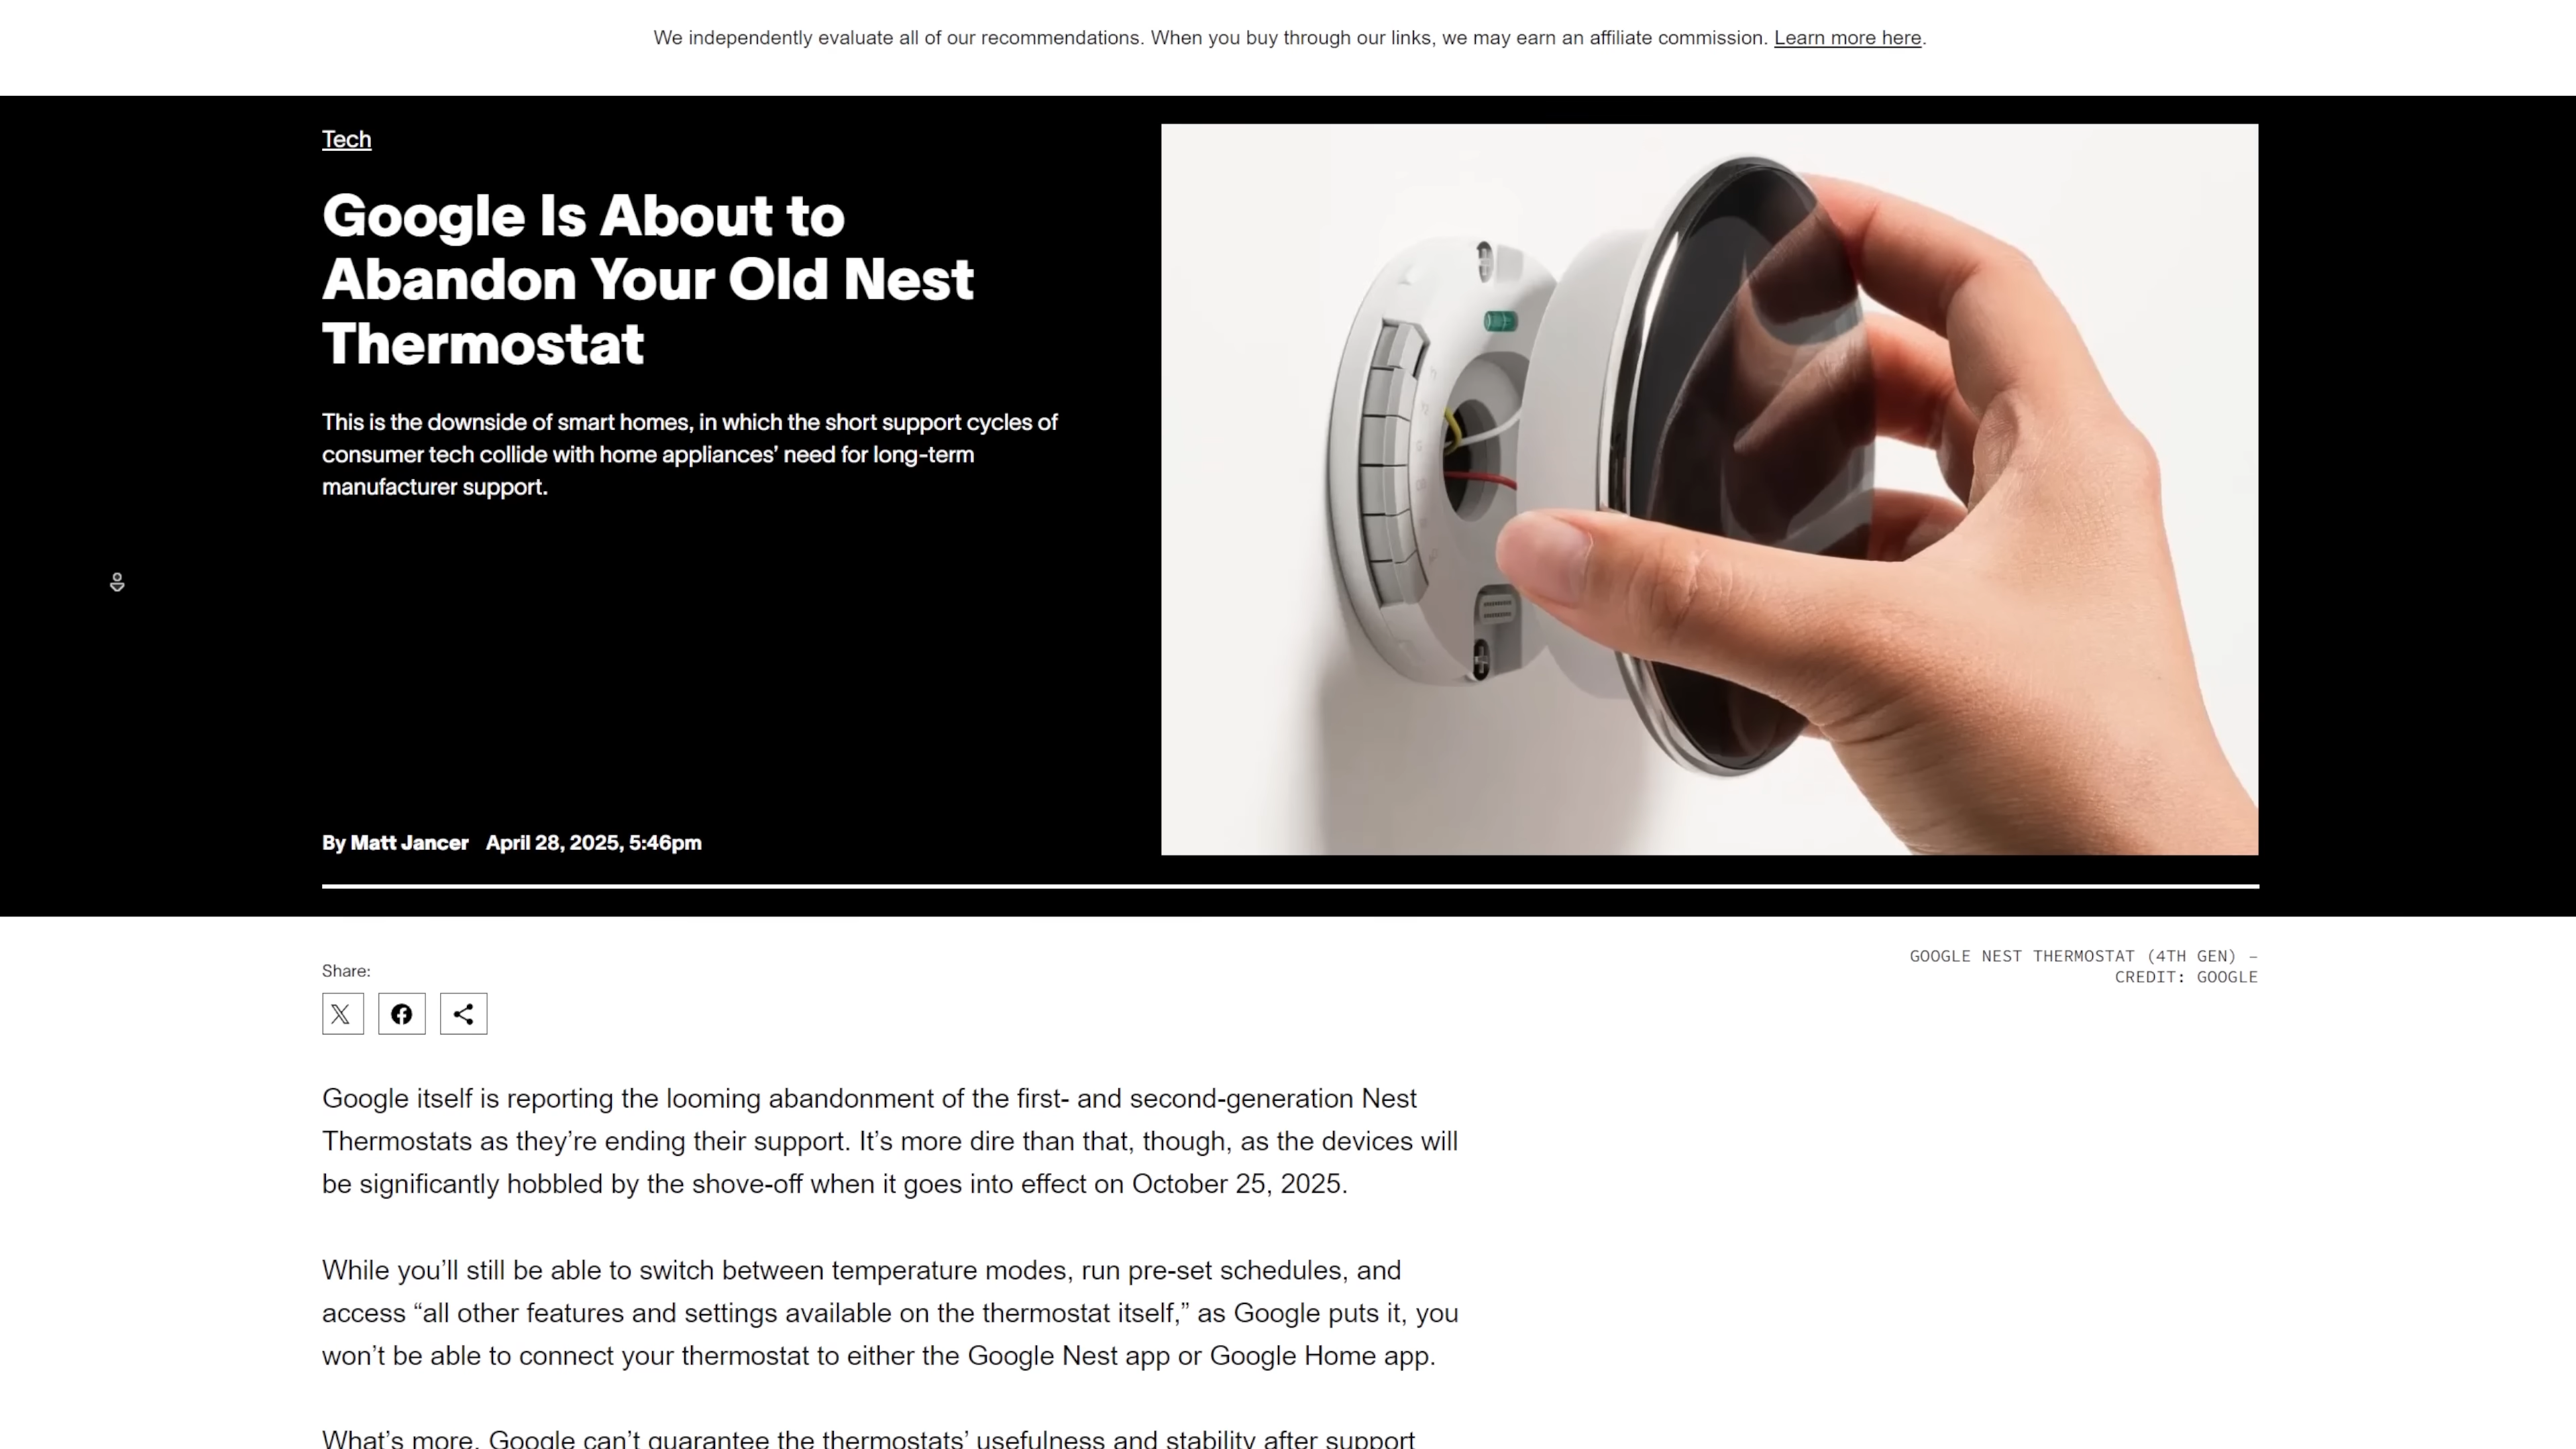 We independently evaluate all of our recommendations. When you buy through our links, we may earn an affiliate commission. Learn more here.
Tech
Google Is About to
Abandon Your Old Nest
Thermostat
This is the downside of smart homes, in which the short support cycles of
consumer tech collide with home appliances’ need for long-term
manufacturer support.
By Matt Jancer April 28, 2025, 5:46pm
GOOGLE NEST THERMOSTAT (4TH GEN) –
CREDIT: GOOGLE
Share:
Google itself is reporting the looming abandonment of the first- and second-generation Nest
Thermostats as they’re ending their support. It’s more dire than that, though, as the devices will
be significantly hobbled by the shove-off when it goes into effect on October 25, 2025.
While you’ll still be able to switch between temperature modes, run pre-set schedules, and
access “all other features and settings available on the thermostat itself,” as Google puts it, you
won’t be able to connect your thermostat to either the Google Nest app or Google Home app.
What’s more, Google can’t guarantee the thermostats’ usefulness and stability after support